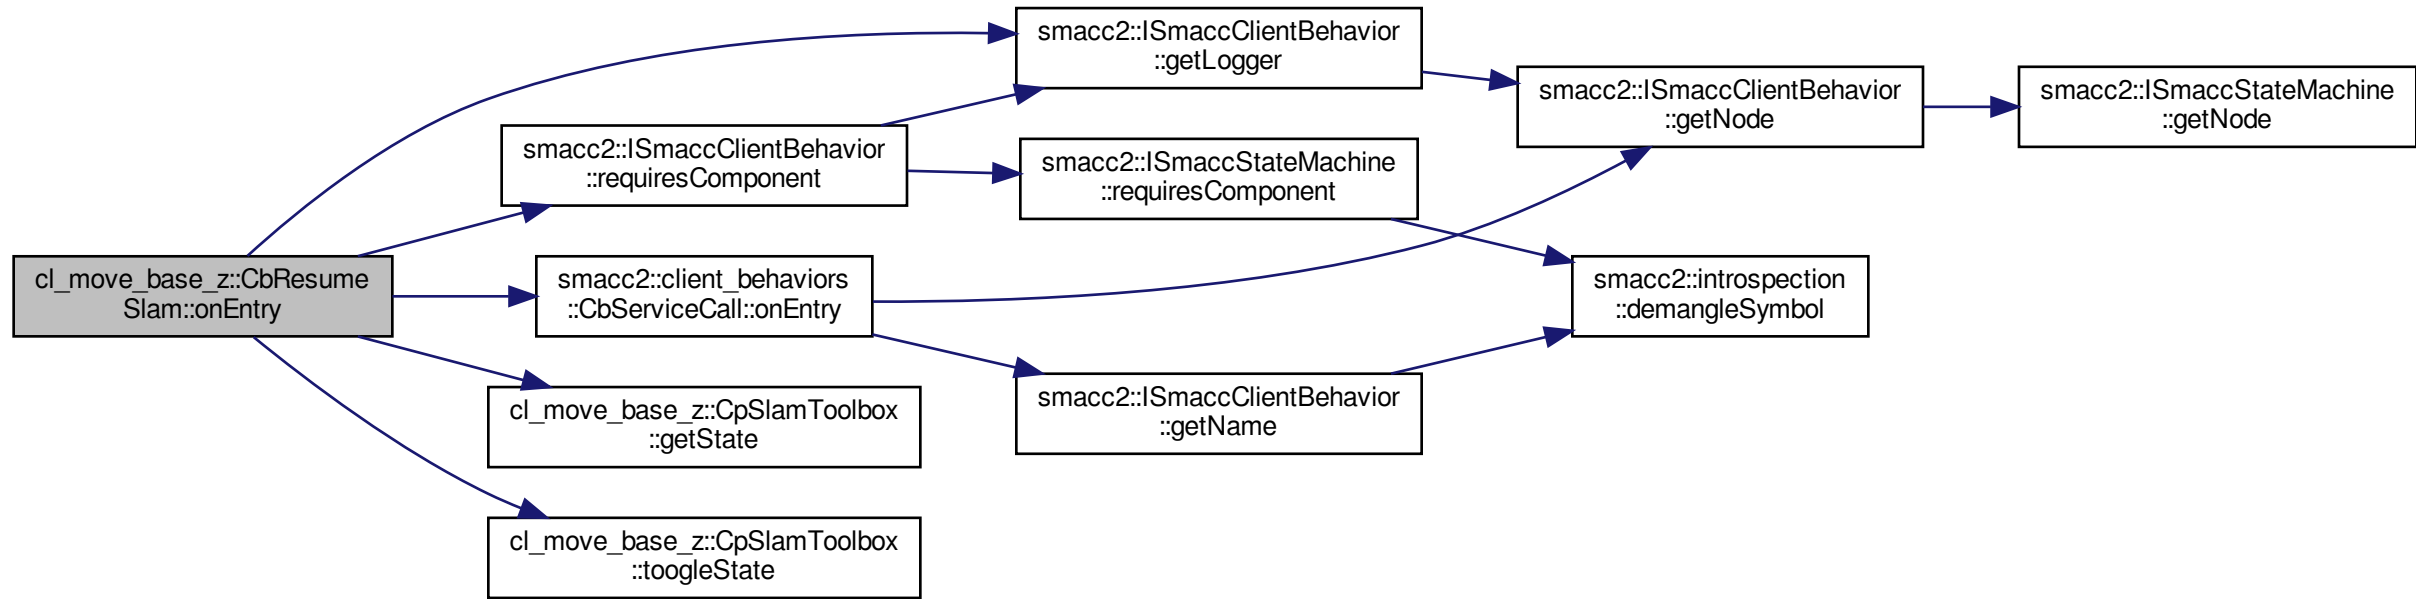 cl_move_base_z::CbResume
Slam::onEntry
smacc2::ISmaccClientBehavior
::getLogger
smacc2::ISmaccClientBehavior
::requiresComponent
smacc2::client_behaviors
::CbServiceCall::onEntry
cl_move_base_z::CpSlamToolbox
::getState
cl_move_base_z::CpSlamToolbox
::toogleState
smacc2::ISmaccStateMachine
::requiresComponent
smacc2::ISmaccClientBehavior
::getName
smacc2::ISmaccClientBehavior
::getNode
smacc2::introspection
::demangleSymbol
smacc2::ISmaccStateMachine
::getNode